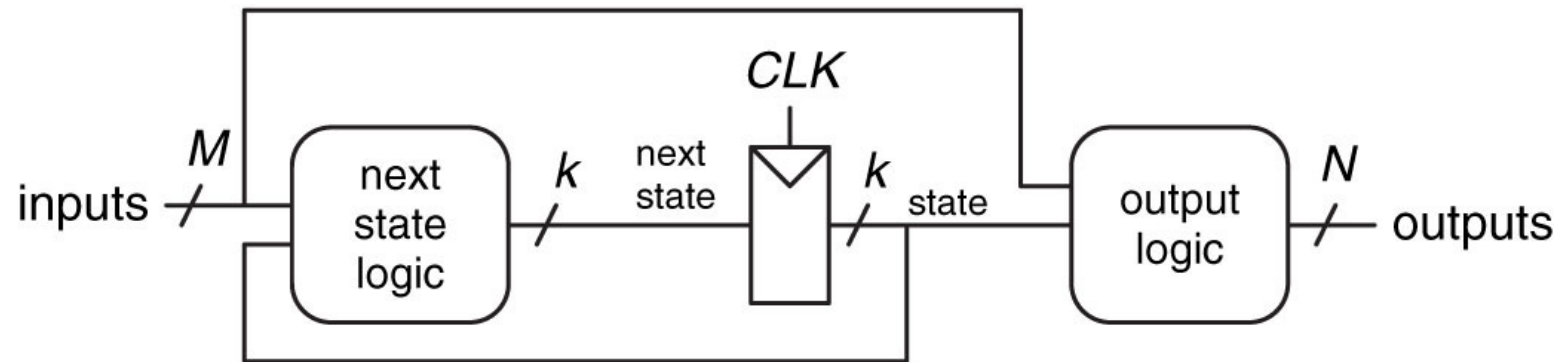 CLK
M
inputs
next
state
logic
k
next
state
k
state
output
logic
N
outputs